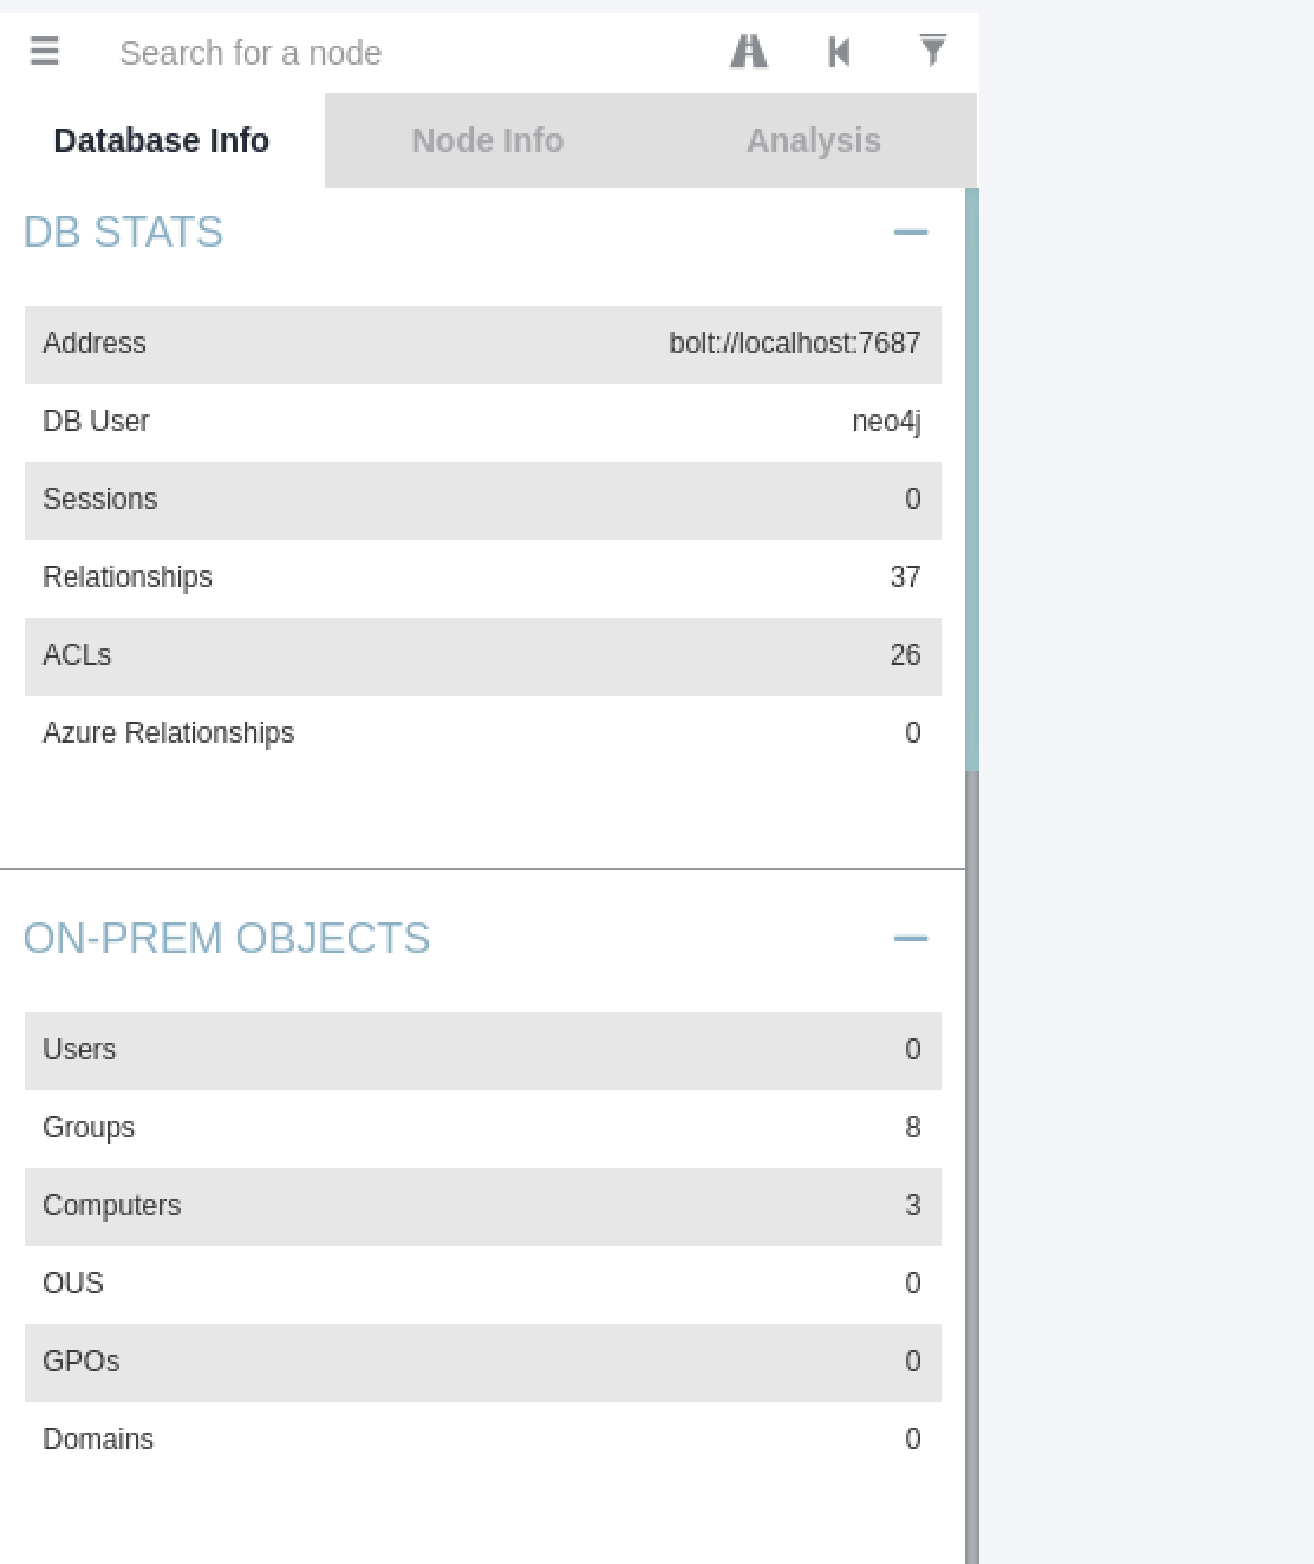 Search for a node
Database Info Node Info Analysis
DB STATS
Address bolt://localhost:7687
DB User neo4j
Sessions 0
Relationships 37
ACLs 26
Azure Relationships 0
ON-PREM OBJECTS
Users 0
Groups 8
Computers 3
OUS 0
GPOs 0
Domains 0